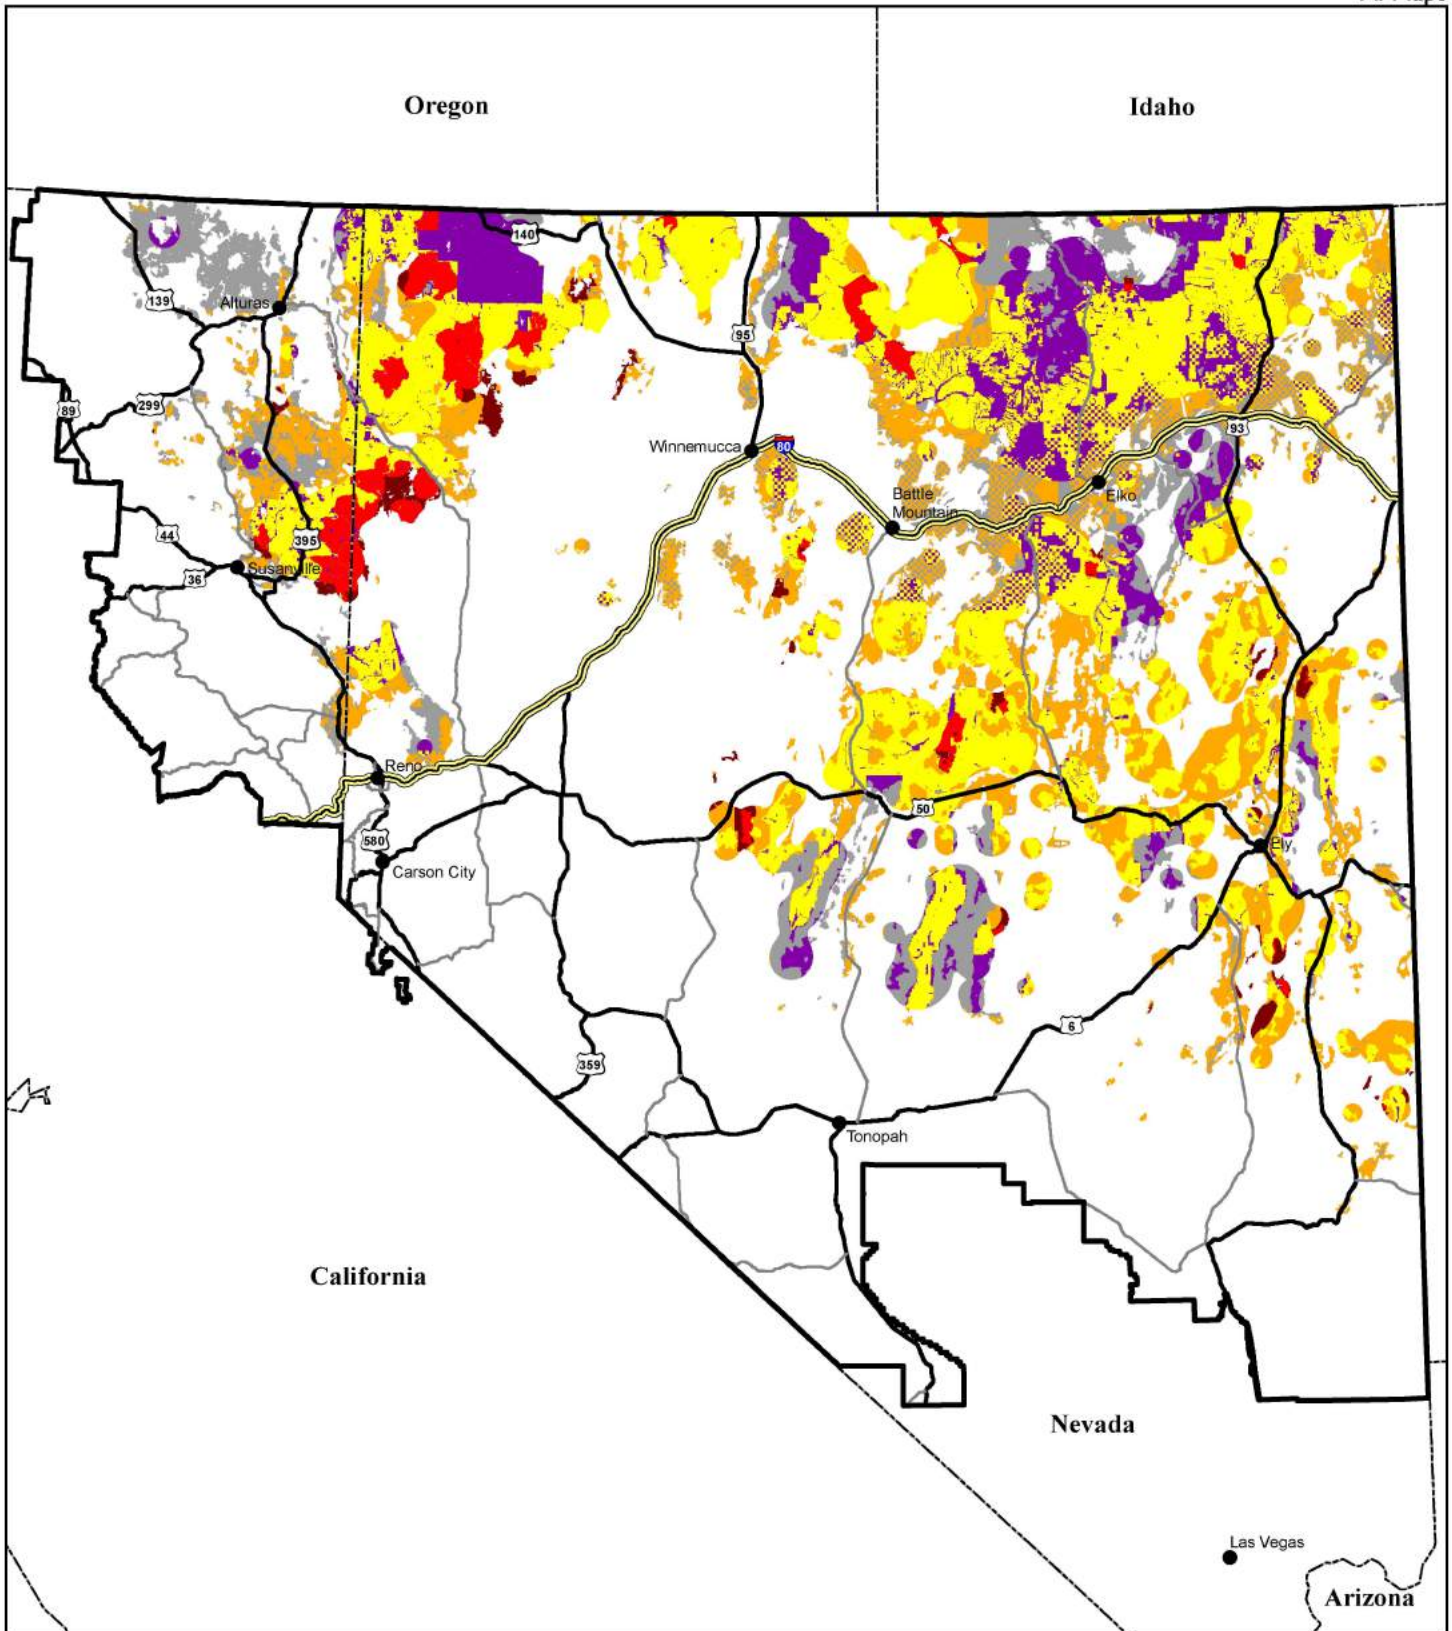 Oregon
Idaho
140
139
Alturas
95
89
299
93
Winnemucca
80
Elko
Battle
Mountain
44
395
36
Susanville
Reno
50
580
Ely
Carson City
6
359
Tonopah
California
Nevada
Las Vegas
Arizona